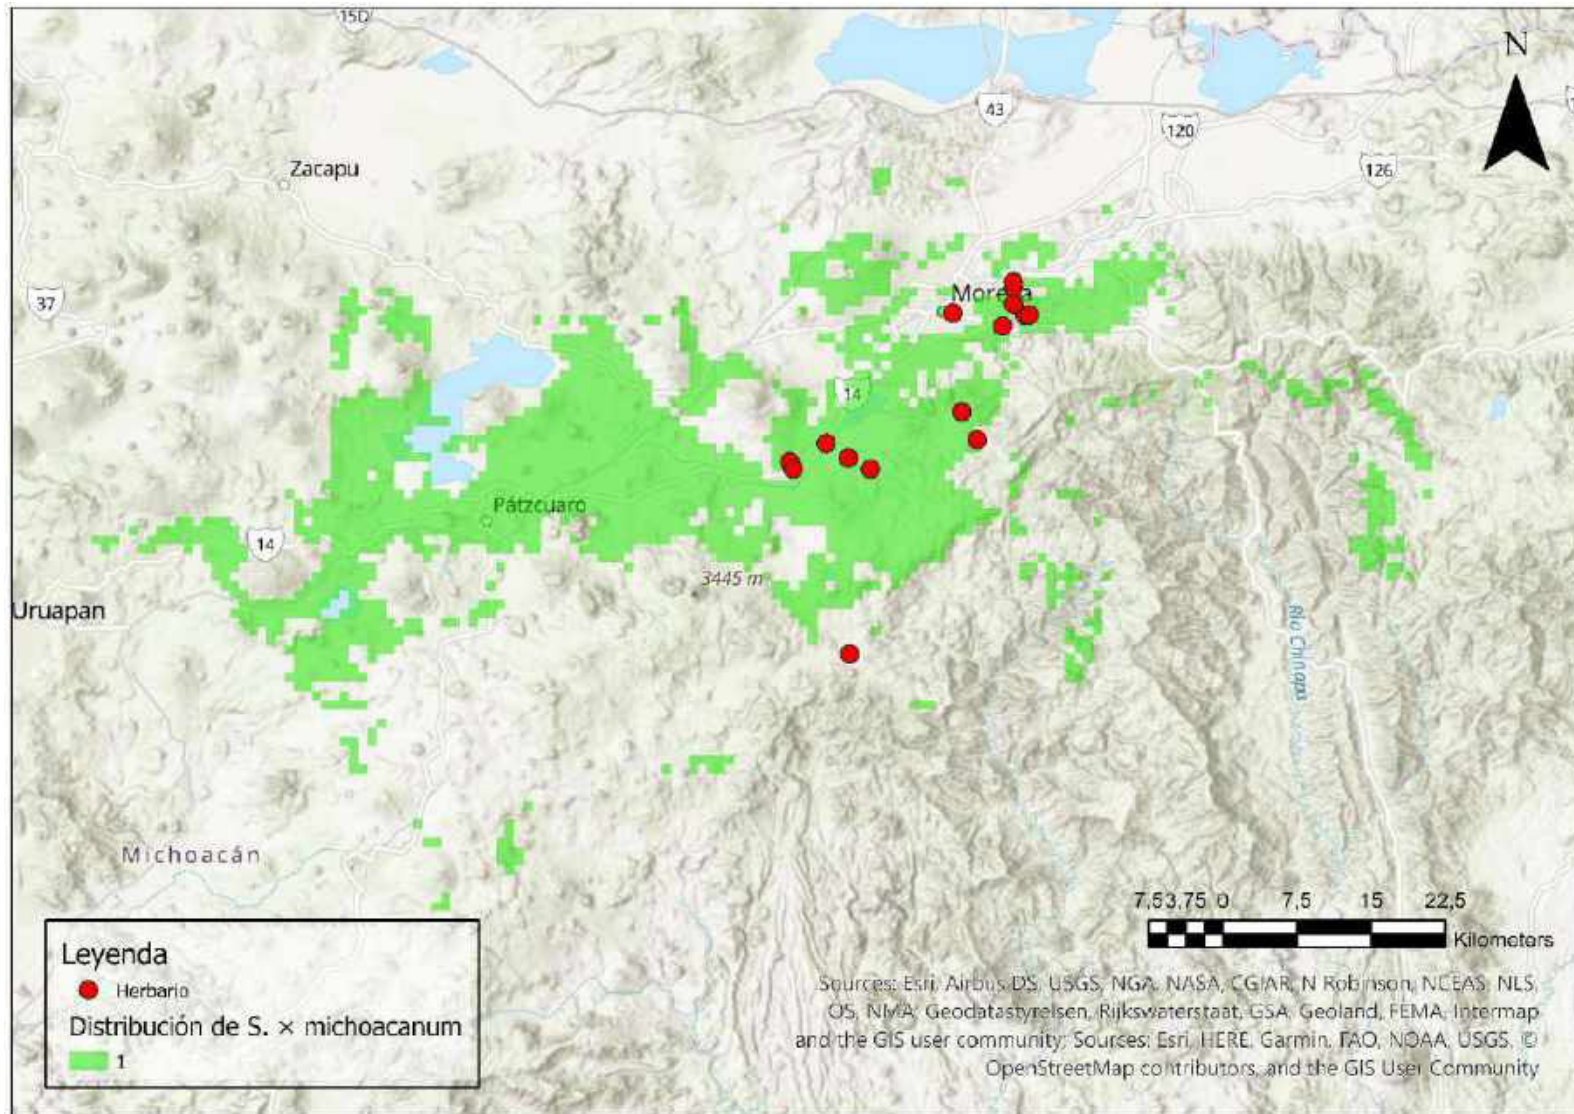 15D
N
43
120
126
Zacapu
37
Morelia
14
Pátzcuaro
14
3445 m
Uruapan
Río Chinapa
Michoacán
7,53,75 0 7,5 15 22,5
Kilometers
Leyenda
Herbario
Distribución de S. × michoacanum
1
Sources: Esri, Airbus DS, USGS, NGA, NASA, CGIAR, N Robinson, NCEAS, NLS,
OS, NMA, Geodatastyrelsen, Rijkswaterstaat, GSA, Geoland, FEMA, Intermap
and the GIS user community; Sources: Esri, HERE, Garmin, FAO, NOAA, USGS, ©
OpenStreetMap contributors, and the GIS User Community